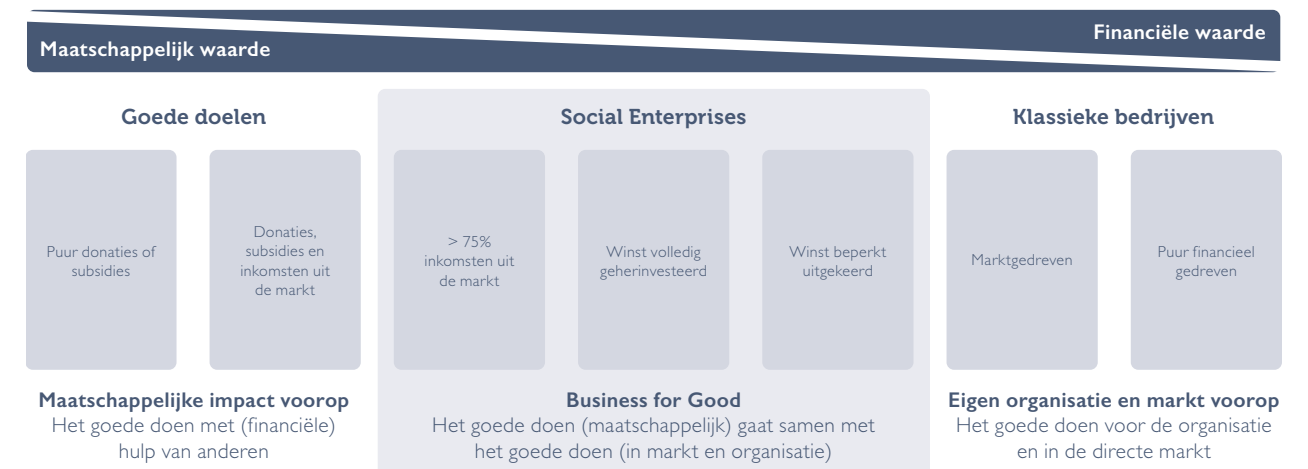 Maatschappelijk waarde
Financiële waarde
Goede doelen
Puur donaties of
subsidies
Donaties,
subsidies en
inkomsten uit
de markt
Maatschappelijke impact voorop
Het goede doen met (financiële)
hulp van anderen
Social Enterprises
> 75%
inkomsten uit
de markt
Winst volledig
geherinvesteerd
Winst beperkt
uitgekeerd
Business for Good
Het goede doen (maatschappelijk) gaat samen met
het goede doen (in markt en organisatie)
Klassieke bedrijven
Marktgedreven
Puur financieel
gedreven
Eigen organisatie en markt voorop
Het goede doen voor de organisatie
en in de directe markt